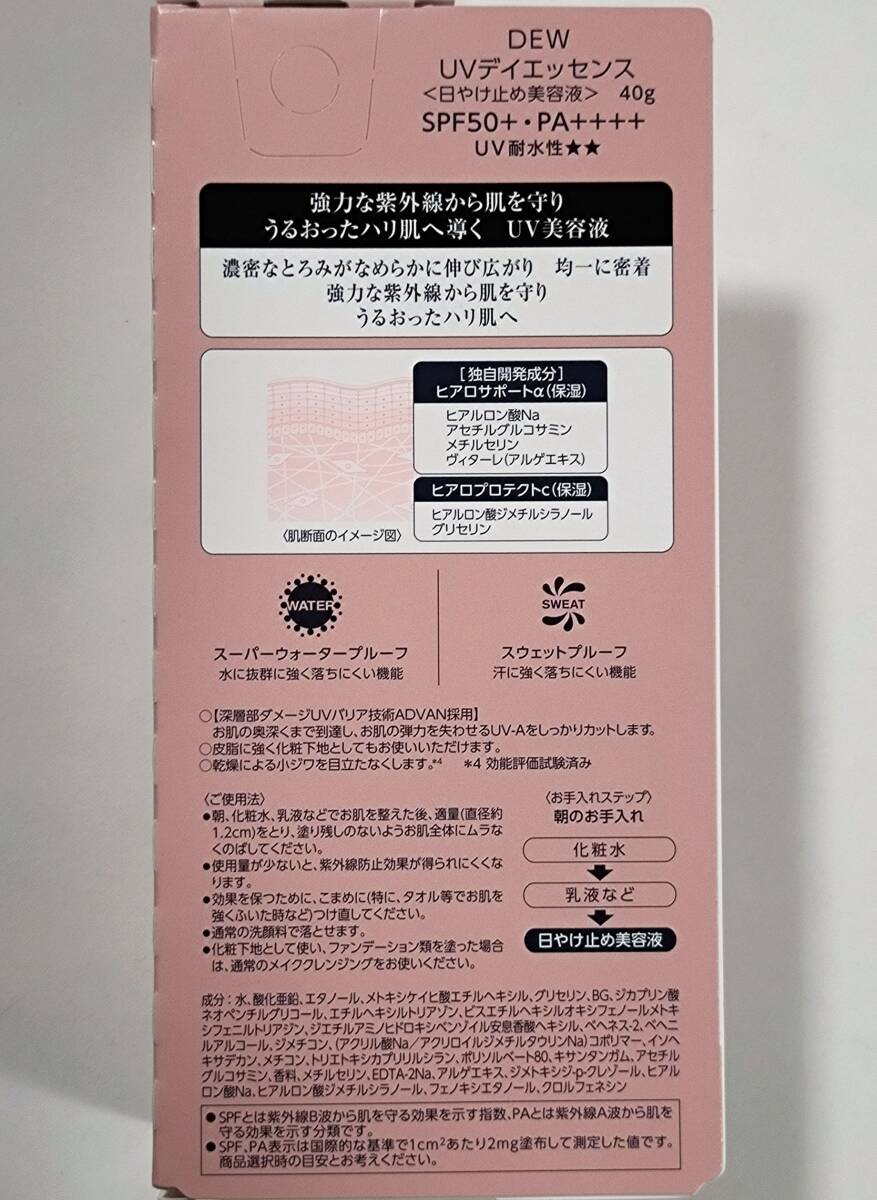 DEW
UVデイエッセンス
〈日やけ止め美容液〉 40g
SPF50+・PA++++
UV耐水性★★
強力な紫外線から肌を守り
うるおったハリ肌へ導く UV美容液
濃密なとろみがなめらかに伸び広がり 均一に密着
強力な紫外線から肌を守り
うるおったハリ肌へ
［独自開発成分］
ヒアロサポートα(保湿)
ヒアルロン酸Na
アセチルグルコサミン
メチルセリン
ヴィターレ(アルゲエキス)
ヒアロプロテクトc(保湿)
ヒアルロン酸ジメチルシラノール
グリセリン
〈肌断面のイメージ図〉
WATER
スーパーウォータープルーフ
水に抜群に強く落ちにくい機能
SWEAT
スウェットプルーフ
汗に強く落ちにくい機能
○【深層部ダメージUVバリア技術ADVAN採用】
お肌の奥深くまで到達し、お肌の弾力を失わせるUV-Aをしっかりカットします。
○皮脂に強く化粧下地としてもお使いいただけます。
○乾燥による小ジワを目立たなくします。*4 *4 効能評価試験済み
〈ご使用法〉
●朝、化粧水、乳液などでお肌を整えた後、適量(直径約
1.2cm)をとり、塗り残しのないようお肌全体にムラな
くのばしてください。
●使用量が少ないと、紫外線防止効果が得られにくくな
ります。
●効果を保つために、こまめに(特に、タオル等でお肌を
強くふいた時など)つけ直してください。
●通常の洗顔料で落とせます。
●化粧下地として使い、ファンデーション類を塗った場合
は、通常のメイククレンジングをお使いください。
〈お手入れステップ〉
朝のお手入れ
化粧水
乳液など
日やけ止め美容液
成分：水、酸化亜鉛、エタノール、メトキシケイヒ酸エチルヘキシル、グリセリン、BG、ジカプリン酸
ネオペンチルグリコール、エチルヘキシルトリアゾン、ビスエチルヘキシルオキシフェノールメトキ
シフェニルトリアジン、ジエチルアミノヒドロキシベンゾイル安息香酸ヘキシル、ベヘネス-2、ベヘニ
ルアルコール、ジメチコン、(アクリル酸Na／アクリロイルジメチルタウリンNa)コポリマー、イソヘ
キサデカン、メチコン、トリエトキシカプリリルシラン、ポリソルベート80、キサンタンガム、アセチル
グルコサミン、香料、メチルセリン、EDTA-2Na、アルゲエキス、ジメトキシジ-p-クレゾール、ヒアル
ロン酸Na、ヒアルロン酸ジメチルシラノール、フェノキシエタノール、クロルフェネシン
●SPFとは紫外線B波から肌を守る効果を示す指数、PAとは紫外線A波から肌を
守る効果を示す分類です。
●SPF、PA表示は国際的な基準で1cm²あたり2mg塗布して測定した値です。
商品選択時の目安とお考えください。